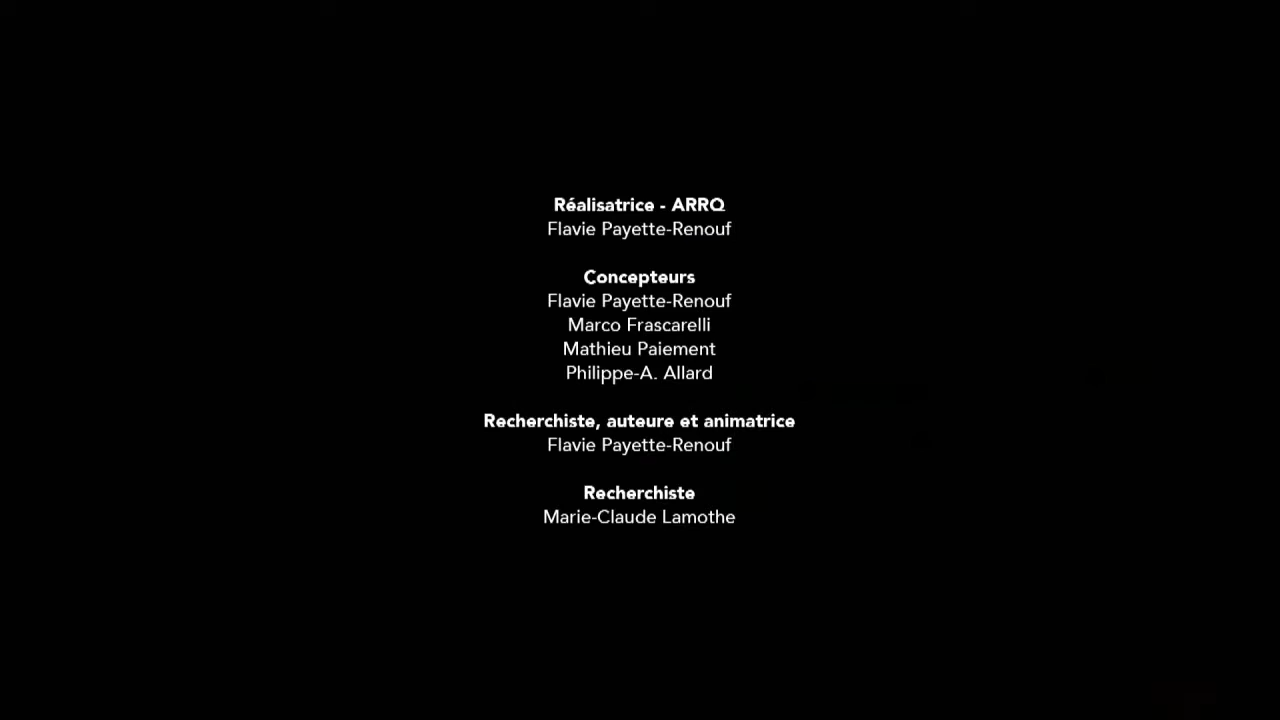 Réalisatrice - ARRQ
Flavie Payette-Renouf
Concepteurs
Flavie Payette-Renouf
Marco Frascarelli
Mathieu Paiement
Philippe-A. Allard
Recherchiste, auteure et animatrice
Flavie Payette-Renouf
Recherchiste
Marie-Claude Lamothe